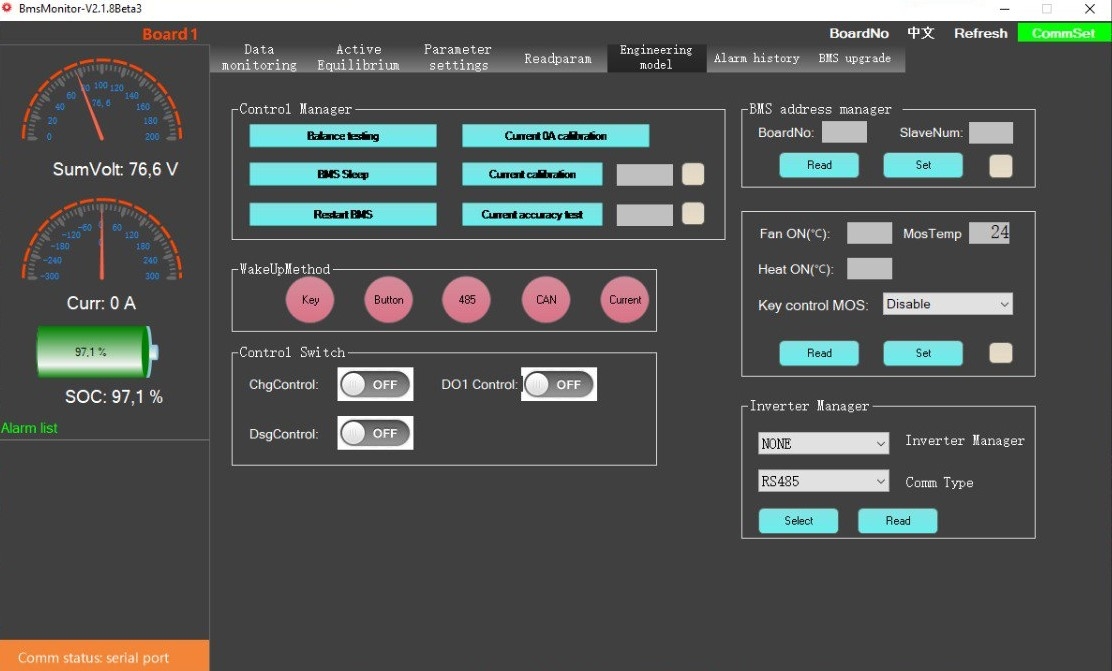 BmsMonitor-V2.1.8Beta3
Board1
BoardNo 中文 Refresh CommSet
Data monitoring
Active Equilibrium
Parameter settings
Readparam
Engineering model
Alarm history
BMS upgrade
0 20 40 60 80 100 120 140 160 180 200
76,6
SumVolt: 76,6 V
-300 -240 -180 -120 -60 0 60 120 180 240 300
0
Curr: 0 A
97,1 %
SOC: 97,1 %
Alarm list
Comm status: serial port
Control Manager
Balance testing
Current 0A calibration
BMS Sleep
Current calibration
Restart BMS
Current accuracy test
WakeUpMethod
Key
Button
485
CAN
Current
Control Switch
ChgControl: OFF
DO1 Control: OFF
DsgControl: OFF
BMS address manager
BoardNo:
SlaveNum:
Read
Set
Fan ON(℃):
MosTemp 24
Heat ON(℃):
Key control MOS: Disable
Read
Set
Inverter Manager
NONE
Inverter Manager
RS485
Comm Type
Select
Read